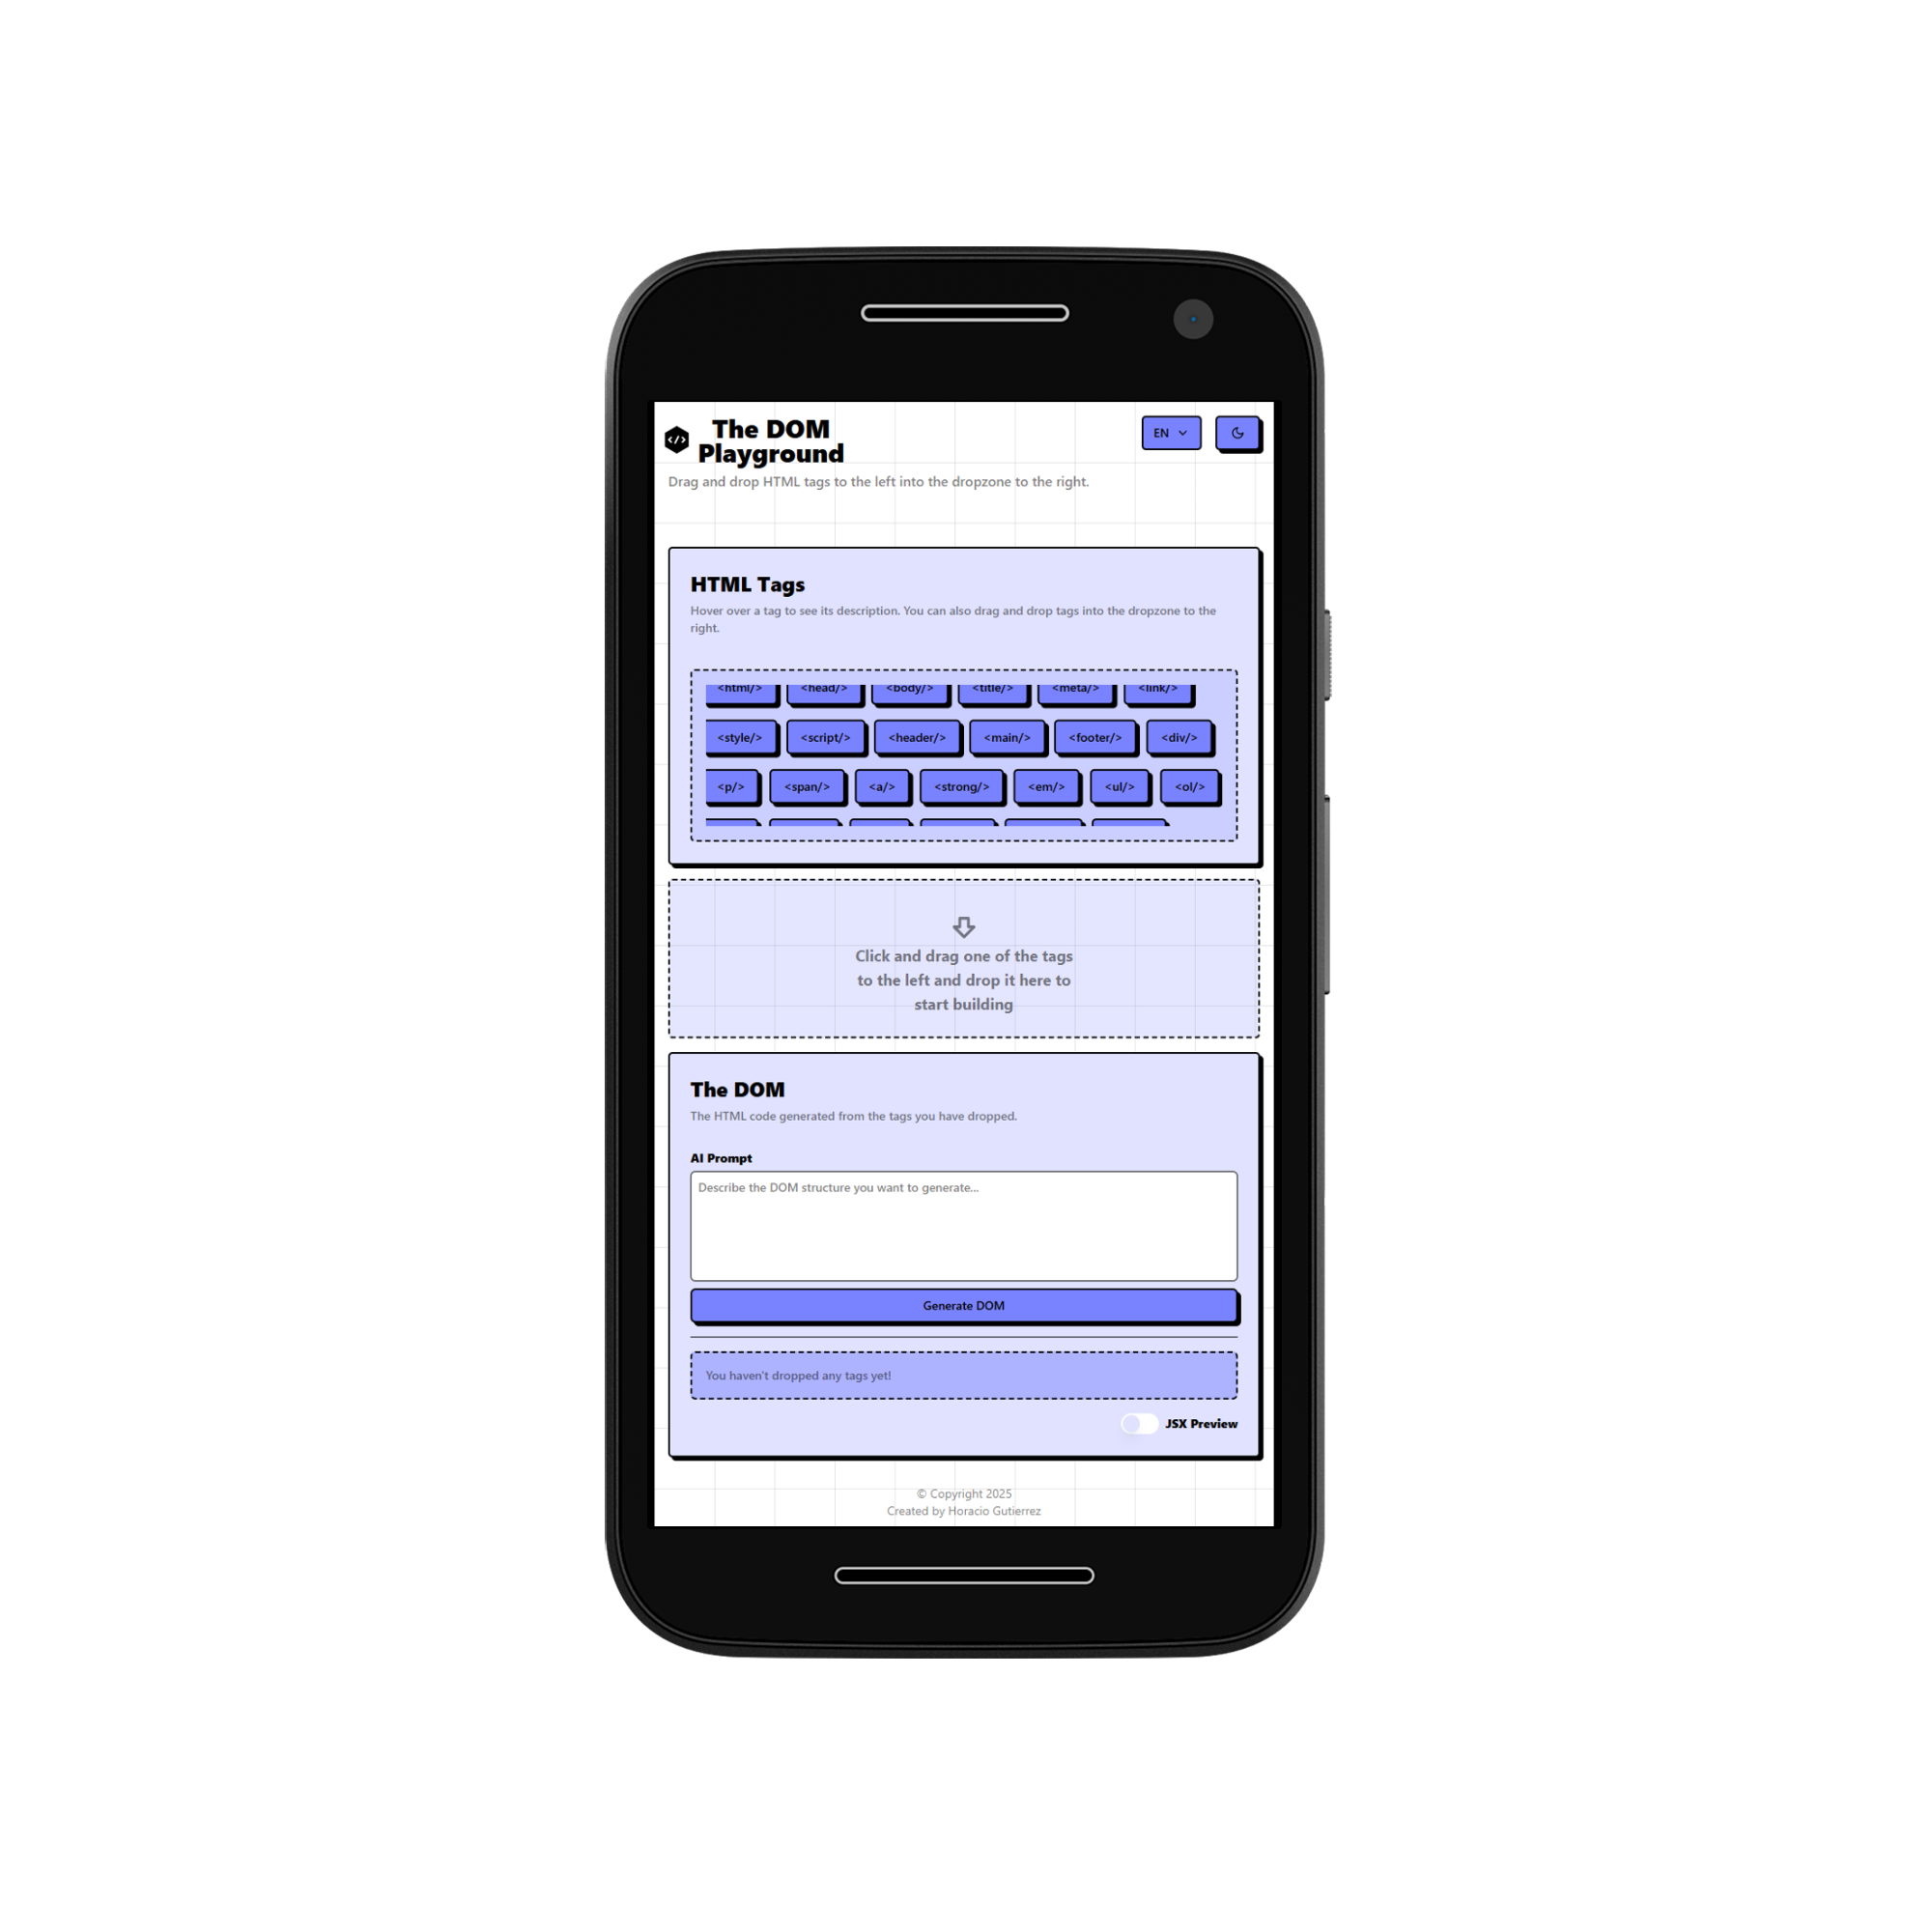 The DOM
Playground
EN
Drag and drop HTML tags to the left into the dropzone to the right.
HTML Tags
Hover over a tag to see its description. You can also drag and drop tags into the dropzone to the
right.
<html/> <head/> <body/> <title/> <meta/> <link/>
<style/> <script/> <header/> <main/> <footer/> <div/>
<p/> <span/> <a/> <strong/> <em/> <ul/> <ol/>
Click and drag one of the tags
to the left and drop it here to
start building
The DOM
The HTML code generated from the tags you have dropped.
AI Prompt
Describe the DOM structure you want to generate...
Generate DOM
You haven't dropped any tags yet!
JSX Preview
© Copyright 2025
Created by Horacio Gutierrez